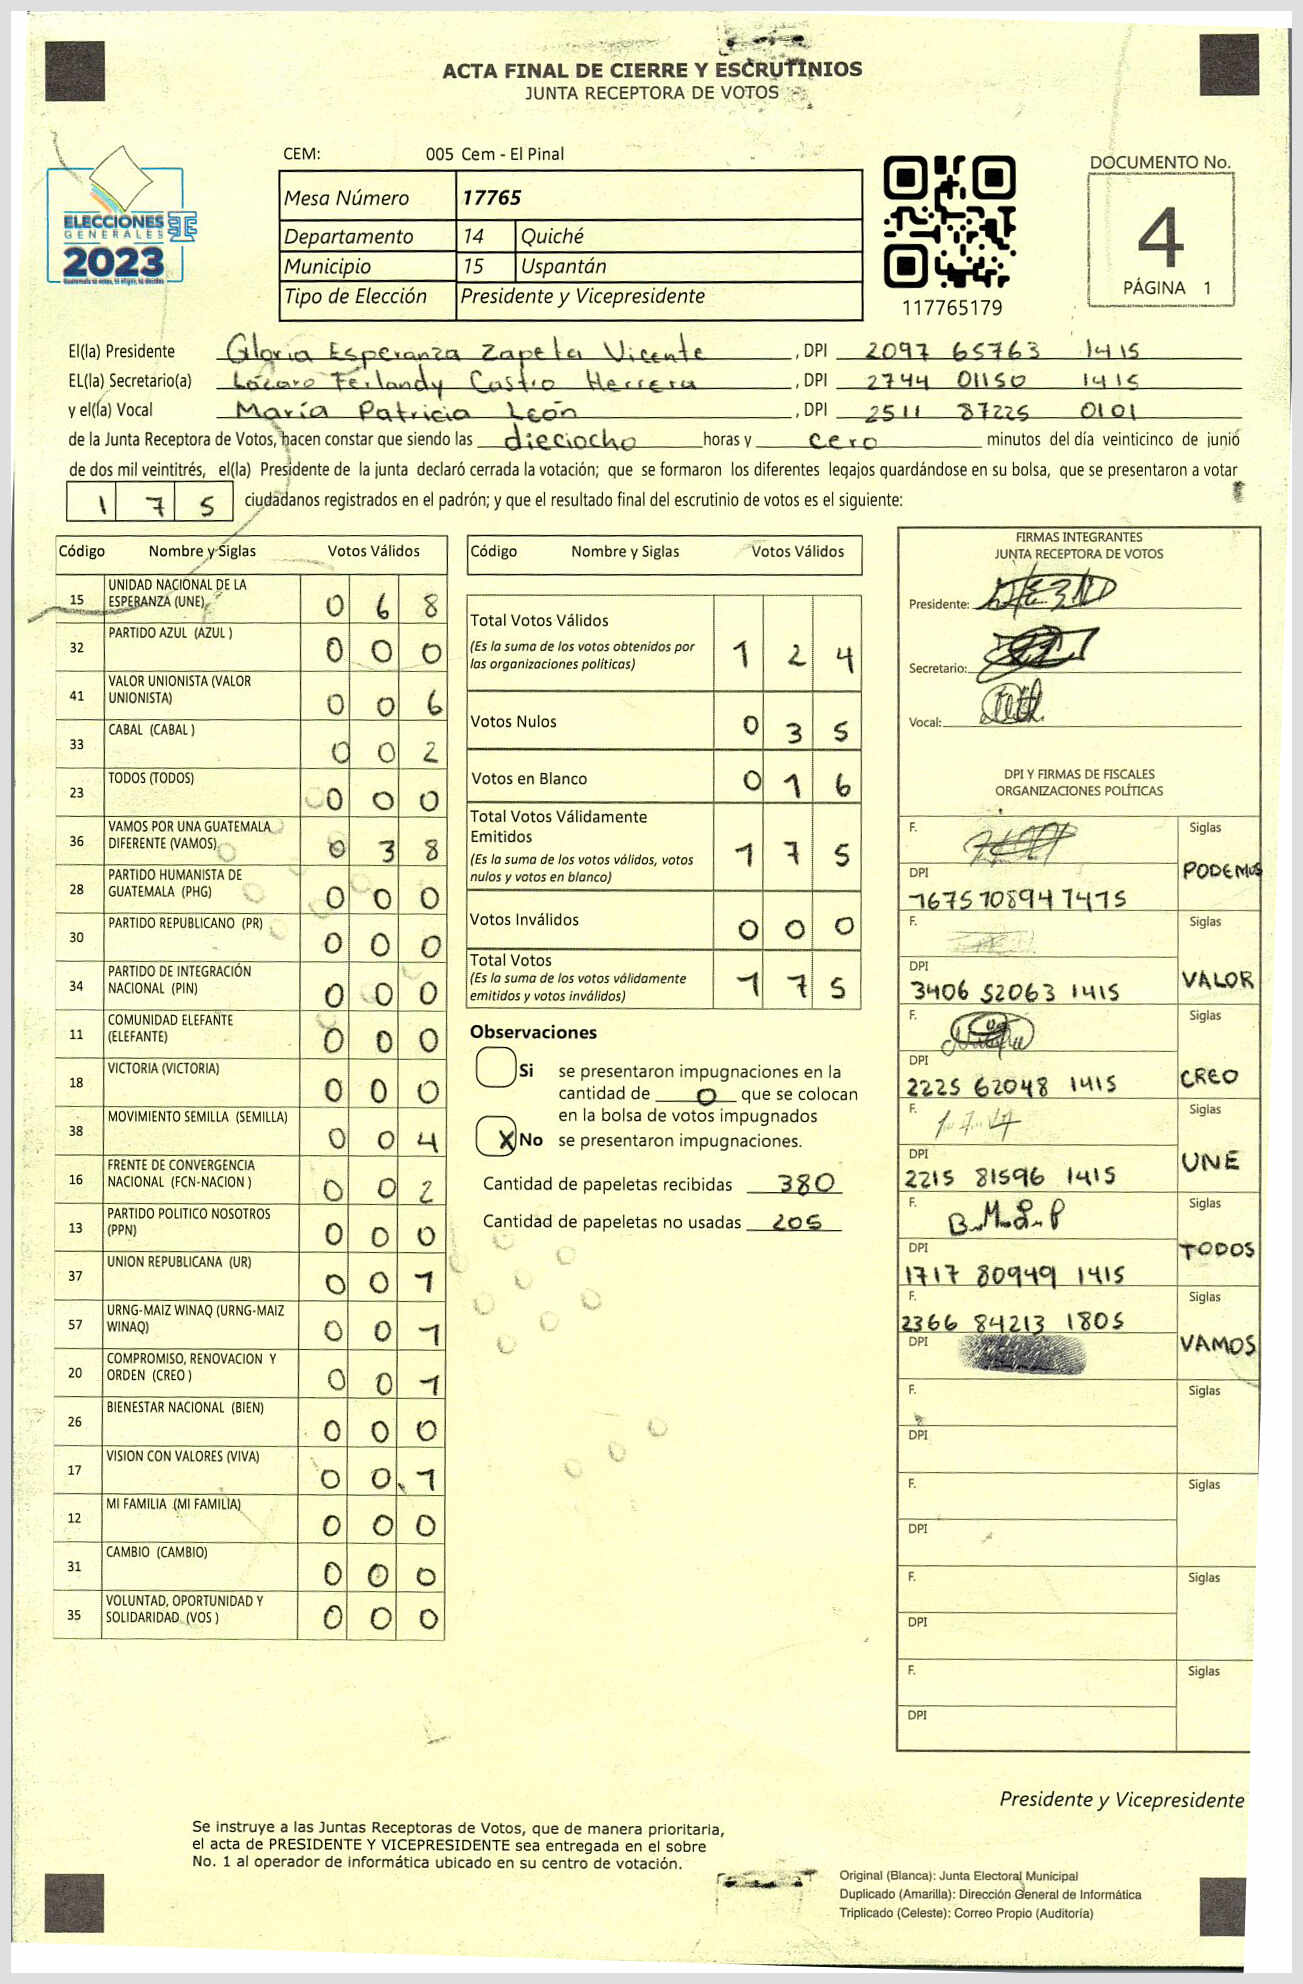 ACTA FINAL DE CIERRE Y ESCRUTINIOS
JUNTA RECEPTORA DE VOTOS
CEM: 005 Cem - El Pinal
ELECCIONES
GENERALES
2023
Mesa Número 17765
Departamento 14 Quiché
Municipio 15 Uspantán
Tipo de Elección Presidente y Vicepresidente
117765179
DOCUMENTO No.
4
PÁGINA 1
El(la) Presidente Gloria Esperanza Zapeta Vicente , DPI 2097 65763 1415
EL(la) Secretario(a) Lázaro Ferlandy Castro Herrera , DPI 2744 01150 1415
y el(la) Vocal María Patricia León , DPI 2511 87225 0101
de la Junta Receptora de Votos, hacen constar que siendo las dieciocho horas y cero minutos del día veinticinco de junio
de dos mil veintitrés, el(la) Presidente de la junta declaró cerrada la votación; que se formaron los diferentes legajos quardándose en su bolsa, que se presentaron a votar
1 7 5 ciudadanos registrados en el padrón; y que el resultado final del escrutinio de votos es el siguiente:
Código Nombre y Siglas Votos Válidos
15 UNIDAD NACIONAL DE LA ESPERANZA (UNE) 0 6 8
32 PARTIDO AZUL (AZUL ) 0 0 0
41 VALOR UNIONISTA (VALOR UNIONISTA) 0 0 6
33 CABAL (CABAL ) 0 0 2
23 TODOS (TODOS) 0 0 0
36 VAMOS POR UNA GUATEMALA DIFERENTE (VAMOS) 0 3 8
28 PARTIDO HUMANISTA DE GUATEMALA (PHG) 0 0 0
30 PARTIDO REPUBLICANO (PR) 0 0 0
34 PARTIDO DE INTEGRACIÓN NACIONAL (PIN) 0 0 0
11 COMUNIDAD ELEFANTE (ELEFANTE) 0 0 0
18 VICTORIA (VICTORIA) 0 0 0
38 MOVIMIENTO SEMILLA (SEMILLA) 0 0 4
16 FRENTE DE CONVERGENCIA NACIONAL (FCN-NACION ) 0 0 2
13 PARTIDO POLITICO NOSOTROS (PPN) 0 0 0
37 UNION REPUBLICANA (UR) 0 0 1
57 URNG-MAIZ WINAQ (URNG-MAIZ WINAQ) 0 0 1
20 COMPROMISO, RENOVACION Y ORDEN (CREO ) 0 0 1
26 BIENESTAR NACIONAL (BIEN) 0 0 0
17 VISION CON VALORES (VIVA) 0 0 1
12 MI FAMILIA (MI FAMILIA) 0 0 0
31 CAMBIO (CAMBIO) 0 0 0
35 VOLUNTAD, OPORTUNIDAD Y SOLIDARIDAD (VOS ) 0 0 0
Código Nombre y Siglas Votos Válidos
Total Votos Válidos
(Es la suma de los votos obtenidos por las organizaciones políticas) 1 2 4
Votos Nulos 0 3 5
Votos en Blanco 0 1 6
Total Votos Válidamente Emitidos
(Es la suma de los votos válidos, votos nulos y votos en blanco) 1 7 5
Votos Inválidos 0 0 0
Total Votos
(Es la suma de los votos válidamente emitidos y votos inválidos) 1 7 5
Observaciones
Si se presentaron impugnaciones en la
cantidad de 0 que se colocan
en la bolsa de votos impugnados
X No se presentaron impugnaciones.
Cantidad de papeletas recibidas 380
Cantidad de papeletas no usadas 205
FIRMAS INTEGRANTES
JUNTA RECEPTORA DE VOTOS
Presidente:
Secretario:
Vocal:
DPI Y FIRMAS DE FISCALES
ORGANIZACIONES POLÍTICAS
F. Siglas
DPI PODEMOS
1675 70894 1415
F. Siglas
DPI VALOR
3406 52063 1415
F. Siglas
DPI CREO
2225 62048 1415
F. Siglas
DPI UNE
2215 81596 1415
F. B.M.L.P Siglas
DPI TODOS
1717 80949 1415
F. Siglas
2366 84213 1805
DPI VAMOS
F. Siglas
DPI
F. Siglas
DPI
F. Siglas
DPI
F. Siglas
DPI
Presidente y Vicepresidente
Se instruye a las Juntas Receptoras de Votos, que de manera prioritaria,
el acta de PRESIDENTE Y VICEPRESIDENTE sea entregada en el sobre
No. 1 al operador de informática ubicado en su centro de votación.
Original (Blanca): Junta Electoral Municipal
Duplicado (Amarilla): Dirección General de Informática
Triplicado (Celeste): Correo Propio (Auditoría)